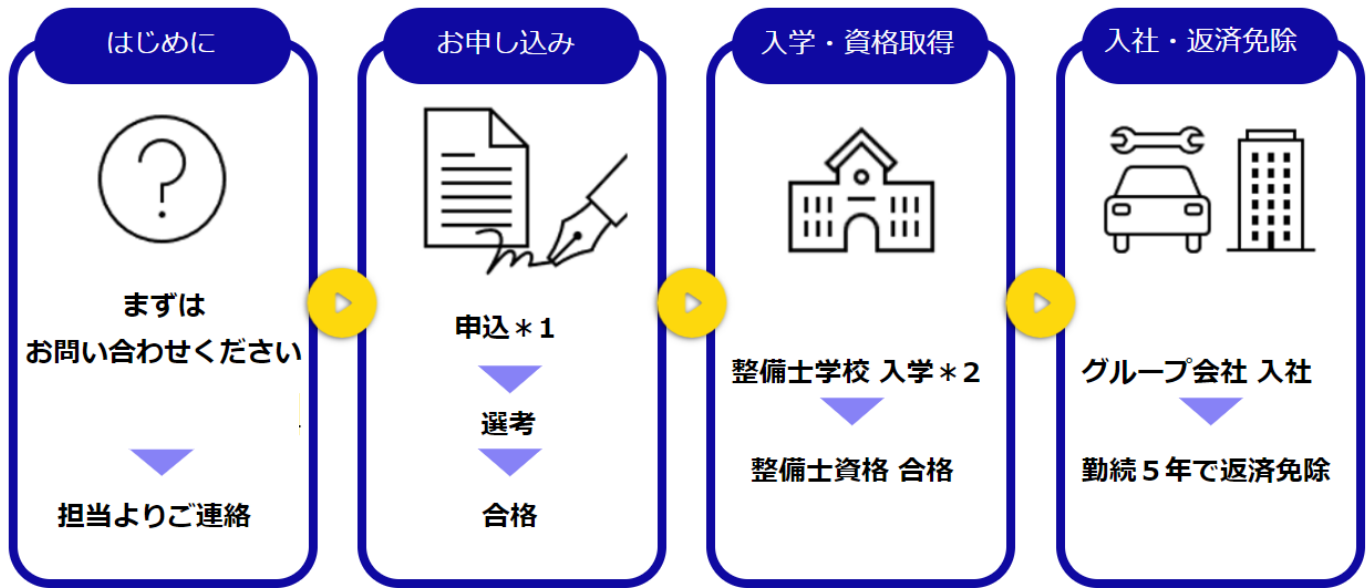 はじめに
まずは
お問い合わせください
担当よりご連絡
お申し込み
申込＊1
選考
合格
入学・資格取得
整備士学校 入学＊2
整備士資格 合格
入社・返済免除
グループ会社 入社
勤続５年で返済免除